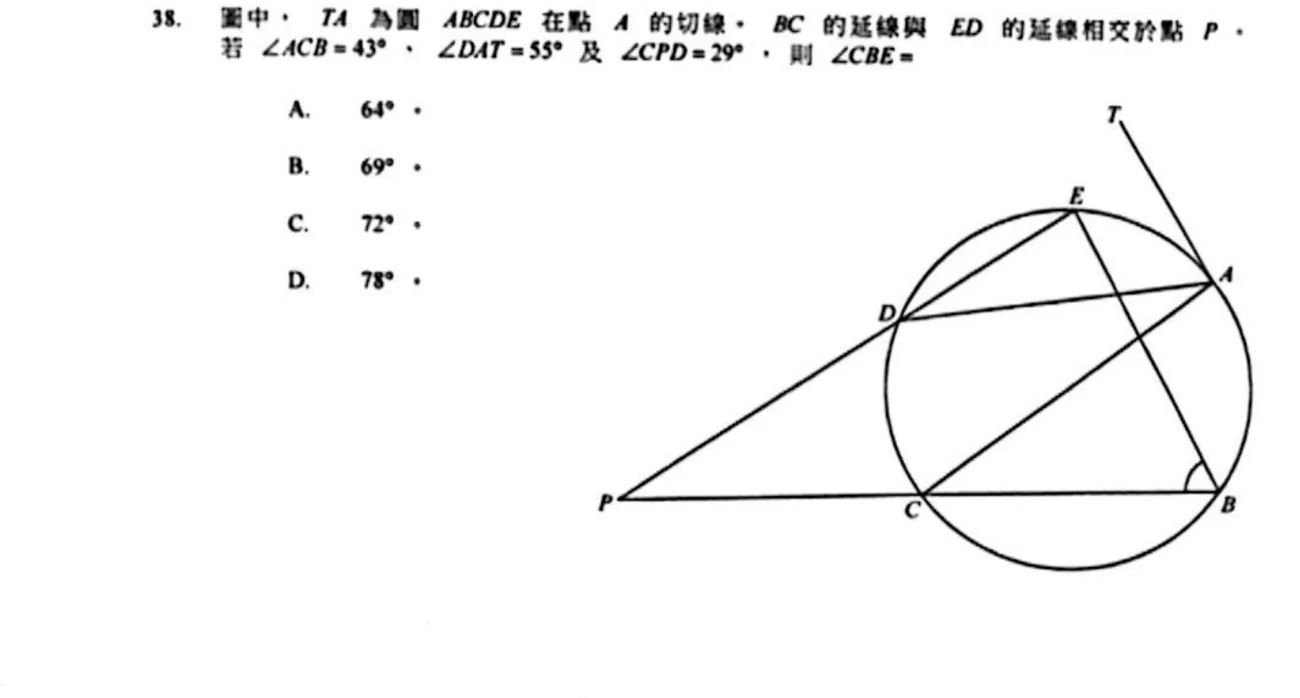 38. 圖中， TA 為圓 ABCDE 在點 A 的切線。 BC 的延線與 ED 的延線相交於點 P 。
若 ∠ACB = 43° 、 ∠DAT = 55° 及 ∠CPD = 29° ，則 ∠CBE =
A. 64° 。
B. 69° 。
C. 72° 。
D. 78° 。
T
E
A
D
P
C
B